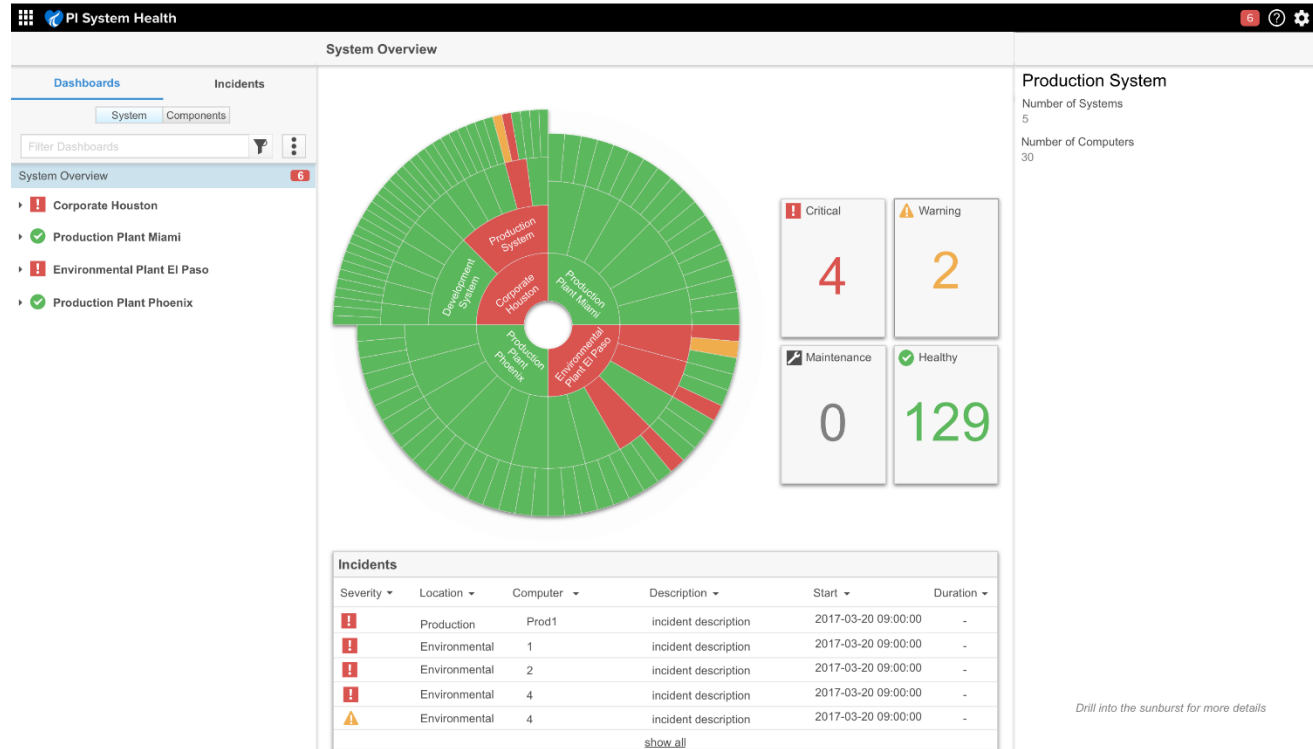 PI System Health
6
System Overview
Dashboards Incidents
System Components
Filter Dashboards
System Overview 6
Corporate Houston
Production Plant Miami
Environmental Plant El Paso
Production Plant Phoenix
Production
System
Development
System
Corporate
Houston
Production
Plant Miami
Production
Plant
Phoenix
Environmental
Plant El Paso
Critical
4
Warning
2
Maintenance
0
Healthy
129
Incidents
Severity Location Computer Description Start Duration
Production Prod1 incident description 2017-03-20 09:00:00 -
Environmental 1 incident description 2017-03-20 09:00:00 -
Environmental 2 incident description 2017-03-20 09:00:00 -
Environmental 4 incident description 2017-03-20 09:00:00 -
Environmental 4 incident description 2017-03-20 09:00:00 -
show all
Production System
Number of Systems
5
Number of Computers
30
Drill into the sunburst for more details